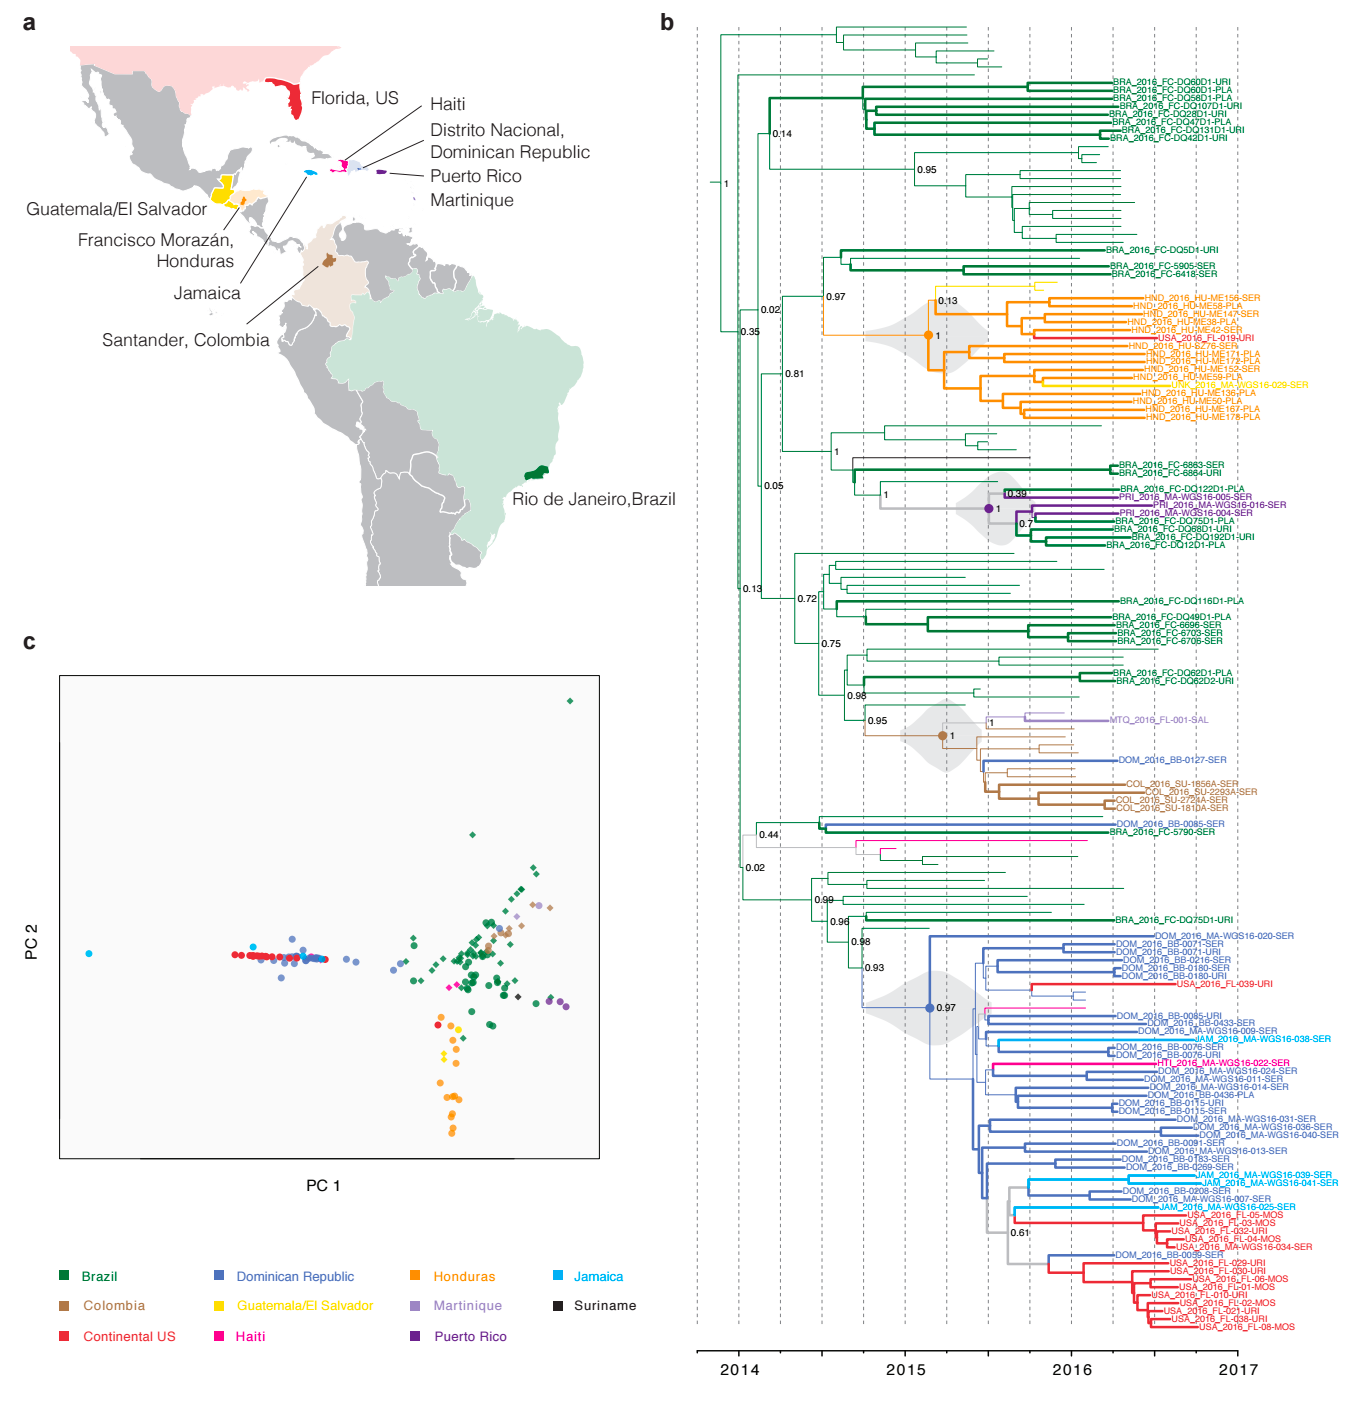 a
Florida, US
Haiti
Distrito Nacional,
Dominican Republic
Puerto Rico
Martinique
Guatemala/El Salvador
Francisco Morazán,
Honduras
Jamaica
Santander, Colombia
Rio de Janeiro,Brazil
b
BRA_2016_FC-DQ60D1-URI
BRA_2016_FC-DQ60D1-PLA
BRA_2016_FC-DQ58D1-PLA
BRA_2016_FC-DQ107D1-URI
BRA_2016_FC-DQ28D1-URI
BRA_2016_FC-DQ47D1-PLA
BRA_2016_FC-DQ131D1-URI
BRA_2016_FC-DQ42D1-URI
0.14
0.95
1
BRA_2016_FC-DQ5D1-URI
BRA_2016_FC-5905-SER
BRA_2016_FC-6418-SER
0.97
0.13
0.02
0.35
1
HND_2016_HU-ME156-SER
HND_2016_HU-ME58-PLA
HND_2016_HU-ME147-SER
HND_2016_HU-ME38-PLA
HND_2016_HU-ME42-SER
USA_2016_FL-019-URI
HND_2016_HU-SZ76-SER
HND_2016_HU-ME171-PLA
HND_2016_HU-ME172-PLA
HND_2016_HU-ME152-SER
HND_2016_HU-ME59-PLA
UNK_2016_MA-WGS16-029-SER
HND_2016_HU-ME136-PLA
HND_2016_HU-ME50-PLA
HND_2016_HU-ME167-PLA
HND_2016_HU-ME178-PLA
0.81
1
0.05
BRA_2016_FC-6863-SER
BRA_2016_FC-6864-URI
1
0.39
1
0.7
BRA_2016_FC-DQ122D1-PLA
PRI_2016_MA-WGS16-005-SER
PRI_2016_MA-WGS16-016-SER
PRI_2016_MA-WGS16-004-SER
BRA_2016_FC-DQ75D1-PLA
BRA_2016_FC-DQ68D1-URI
BRA_2016_FC-DQ192D1-URI
BRA_2016_FC-DQ12D1-PLA
0.13
0.72
BRA_2016_FC-DQ116D1-PLA
BRA_2016_FC-DQ49D1-PLA
BRA_2016_FC-6696-SER
BRA_2016_FC-6703-SER
BRA_2016_FC-6706-SER
0.75
BRA_2016_FC-DQ62D1-PLA
BRA_2016_FC-DQ62D2-URI
0.98
0.95
1
1
MTQ_2016_FL-001-SAL
DOM_2016_BB-0127-SER
COL_2016_SU-1856A-SER
COL_2016_SU-2293A-SER
COL_2016_SU-2724A-SER
COL_2016_SU-1810A-SER
DOM_2016_BB-0085-SER
BRA_2016_FC-5790-SER
0.44
0.02
0.99
0.96
BRA_2016_FC-DQ75D1-URI
0.98
0.93
0.97
DOM_2016_MA-WGS16-020-SER
DOM_2016_BB-0071-SER
DOM_2016_BB-0071-URI
DOM_2016_BB-0216-SER
DOM_2016_BB-0180-SER
DOM_2016_BB-0180-URI
USA_2016_FL-039-URI
DOM_2016_BB-0085-URI
DOM_2016_BB-0433-SER
DOM_2016_MA-WGS16-009-SER
JAM_2016_MA-WGS16-038-SER
DOM_2016_BB-0076-SER
DOM_2016_BB-0076-URI
HTI_2016_MA-WGS16-022-SER
DOM_2016_MA-WGS16-024-SER
DOM_2016_MA-WGS16-011-SER
DOM_2016_MA-WGS16-014-SER
DOM_2016_BB-0436-PLA
DOM_2016_BB-0115-URI
DOM_2016_BB-0115-SER
DOM_2016_MA-WGS16-031-SER
DOM_2016_MA-WGS16-036-SER
DOM_2016_MA-WGS16-040-SER
DOM_2016_BB-0091-SER
DOM_2016_MA-WGS16-013-SER
DOM_2016_BB-0183-SER
DOM_2016_BB-0269-SER
JAM_2016_MA-WGS16-039-SER
JAM_2016_MA-WGS16-041-SER
DOM_2016_BB-0208-SER
DOM_2016_MA-WGS16-007-SER
JAM_2016_MA-WGS16-025-SER
0.61
USA_2016_FL-05-MOS
USA_2016_FL-03-MOS
USA_2016_FL-032-URI
USA_2016_FL-04-MOS
USA_2016_MA-WGS16-034-SER
DOM_2016_BB-0059-SER
USA_2016_FL-029-URI
USA_2016_FL-030-URI
USA_2016_FL-06-MOS
USA_2016_FL-01-MOS
USA_2016_FL-010-URI
USA_2016_FL-02-MOS
USA_2016_FL-021-URI
USA_2016_FL-038-URI
USA_2016_FL-08-MOS
2014 2015 2016 2017
c
PC 2
PC 1
Brazil Dominican Republic Honduras Jamaica
Colombia Guatemala/El Salvador Martinique Suriname
Continental US Haiti Puerto Rico